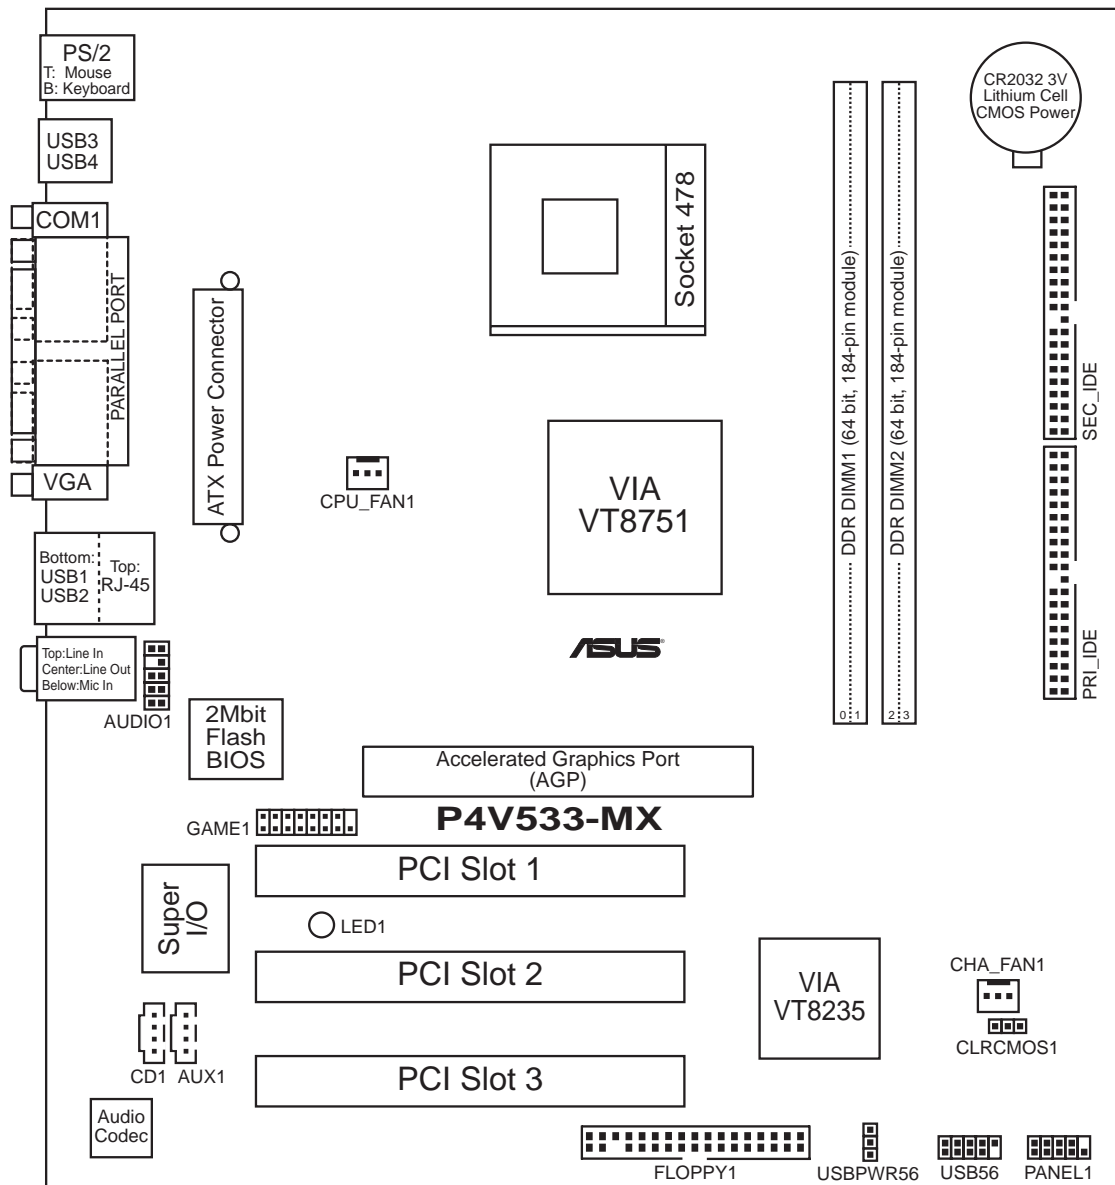 PS/2
T: Mouse
B: Keyboard
USB3
USB4
COM1
PARALLEL PORT
VGA
Bottom:
USB1
USB2
Top:
RJ-45
Top:Line In
Center:Line Out
Below:Mic In
AUDIO1
ATX Power Connector
CPU_FAN1
Socket 478
VIA
VT8751
ASUS®
DDR DIMM1 (64 bit, 184-pin module)
DDR DIMM2 (64 bit, 184-pin module)
0 1
2 3
CR2032 3V
Lithium Cell
CMOS Power
SEC_IDE
PRI_IDE
2Mbit
Flash
BIOS
Accelerated Graphics Port
(AGP)
P4V533-MX
GAME1
PCI Slot 1
Super
I/O
LED1
PCI Slot 2
VIA
VT8235
CHA_FAN1
CLRCMOS1
CD1
AUX1
PCI Slot 3
Audio
Codec
FLOPPY1
USBPWR56
USB56
PANEL1